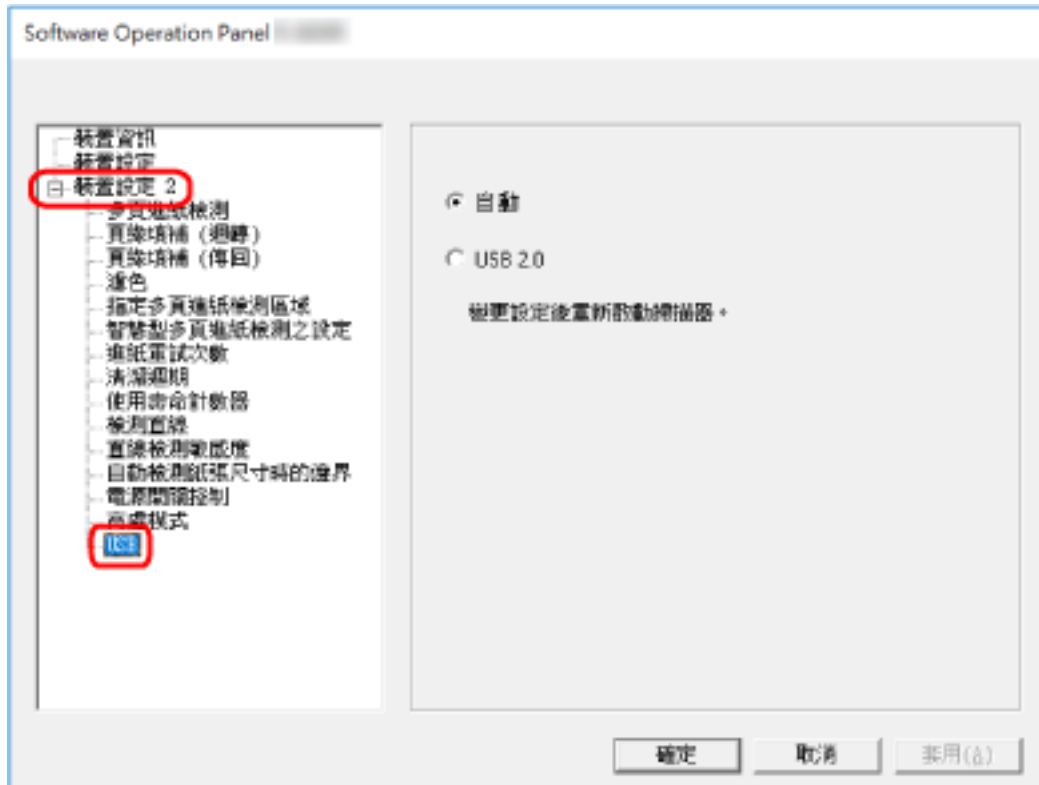 Software Operation Panel
裝置資訊
裝置設定
裝置設定 2
多頁進紙檢測
頁緣填補 (迴轉)
頁緣填補 (傳回)
濾色
指定多頁進紙檢測區域
智慧型多頁進紙檢測之設定
進紙重試次數
清潔週期
使用壽命計數器
檢測直線
直線檢測敏感度
自動檢測紙張尺寸時的邊界
電源開關控制
高處模式
USB
自動
USB 2.0
變更設定後重新啟動掃描器。
確定
取消
套用(A)